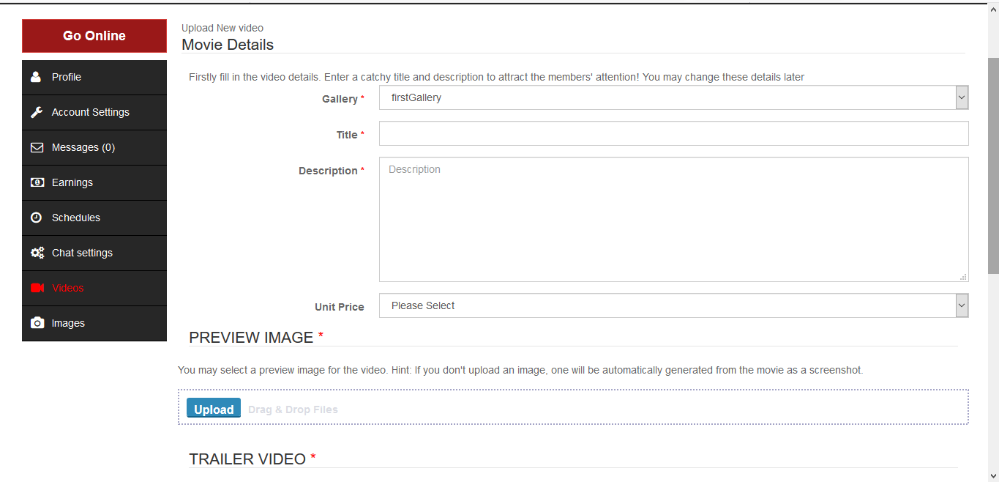 Go Online
Profile
Account Settings
Messages (0)
Earnings
Schedules
Chat settings
Videos
Images
Upload New video
Movie Details
Firstly fill in the video details. Enter a catchy title and description to attract the members' attention! You may change these details later
Gallery * firstGallery
Title *
Description * Description
Unit Price Please Select
PREVIEW IMAGE *
You may select a preview image for the video. Hint: If you don't upload an image, one will be automatically generated from the movie as a screenshot.
Upload Drag & Drop Files
TRAILER VIDEO *